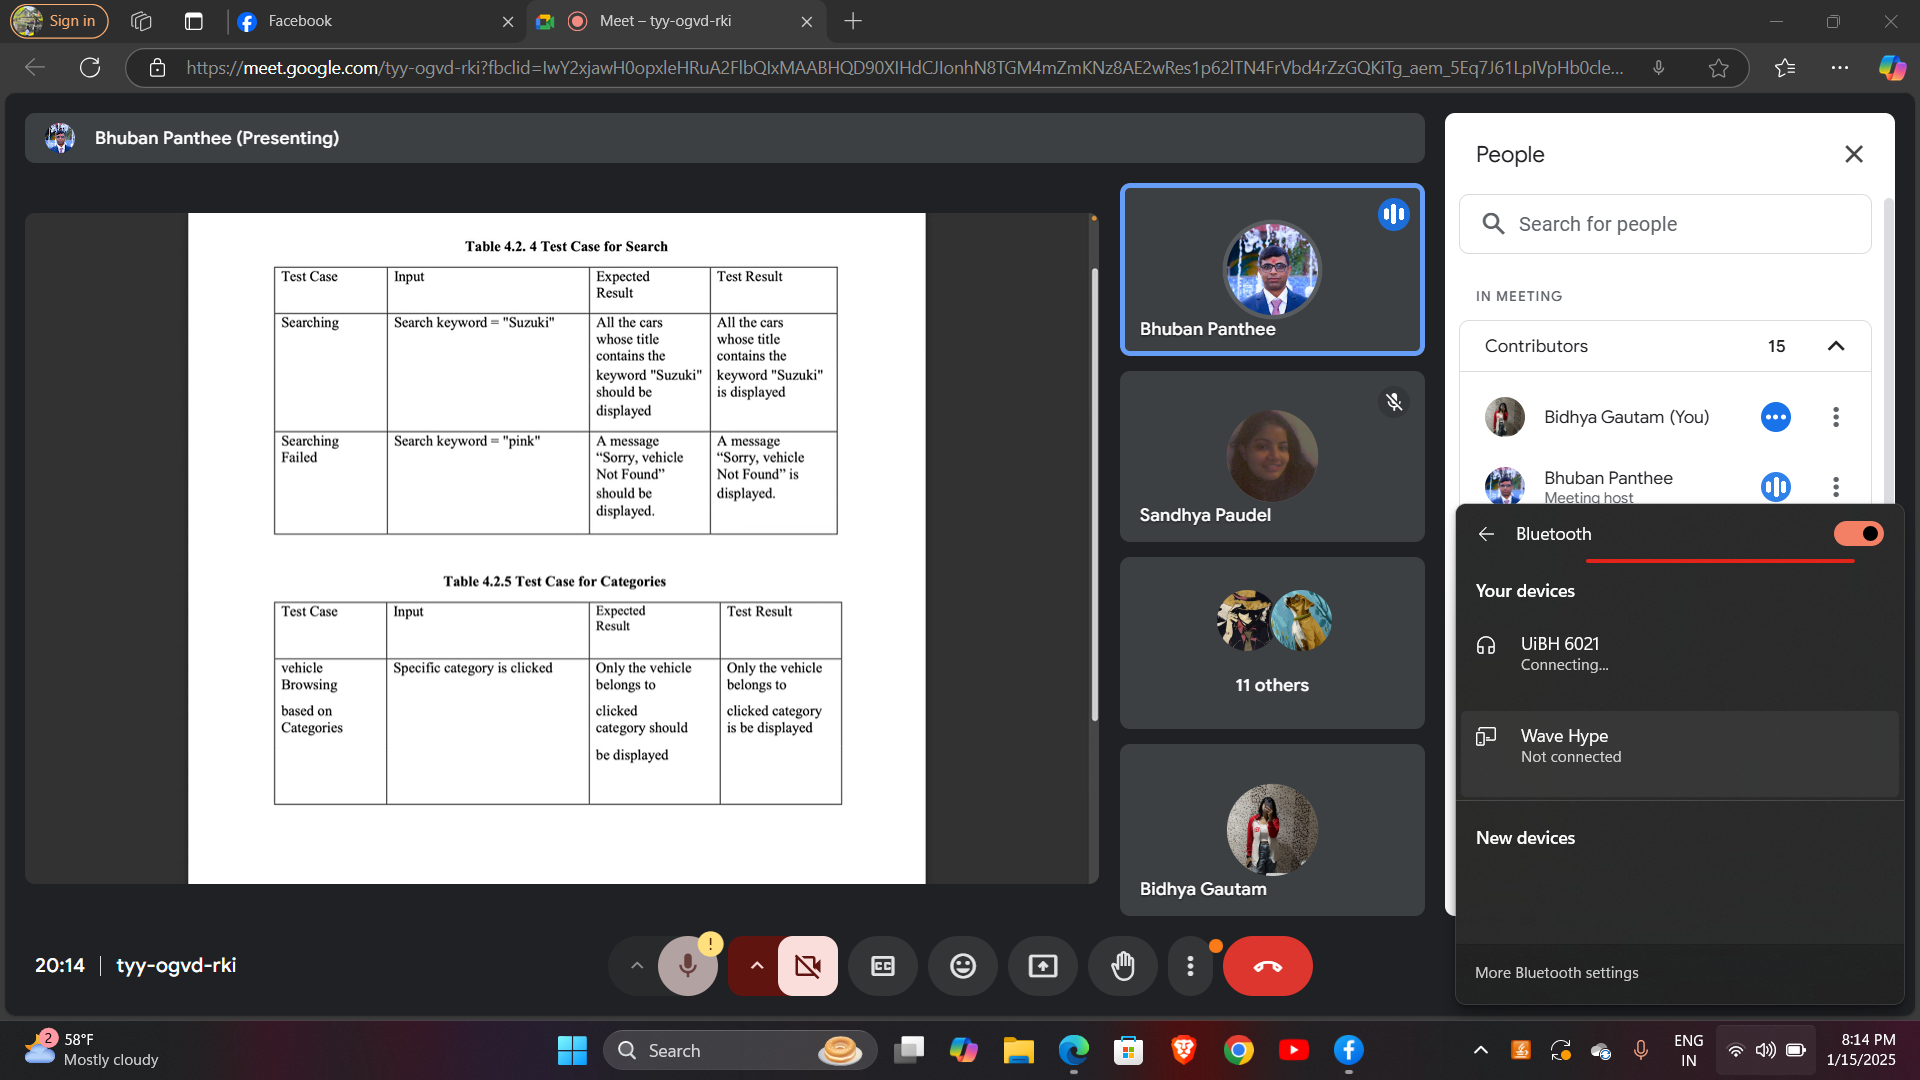 Sign in
Facebook
Meet – tyy-ogvd-rki
https://meet.google.com/tyy-ogvd-rki?fbclid=IwY2xjawH0opxleHRuA2FlbQIxMAABHQD90XIHdCJIonhN8TGM4mZmKNz8AE2wRes1p62lTN4FrVbd4rZzGQKiTg_aem_5Eq7J61LpIVpHb0cle...
Bhuban Panthee (Presenting)
Table 4.2. 4 Test Case for Search
Test Case Input Expected Test Result
Result
Searching Search keyword = "Suzuki" All the cars All the cars
whose title whose title
contains the contains the
keyword "Suzuki" keyword "Suzuki"
should be is displayed
displayed
Searching Search keyword = "pink" A message A message
Failed “Sorry, vehicle “Sorry, vehicle
Not Found” Not Found” is
should be displayed.
displayed.
Table 4.2.5 Test Case for Categories
Test Case Input Expected Test Result
Result
vehicle Specific category is clicked Only the vehicle Only the vehicle
Browsing belongs to belongs to
based on clicked clicked category
Categories category should is be displayed
be displayed
Bhuban Panthee
Sandhya Paudel
11 others
Bidhya Gautam
People
Search for people
IN MEETING
Contributors 15
Bidhya Gautam (You)
Bhuban Panthee
Meeting host
Bluetooth
Your devices
UiBH 6021
Connecting...
Wave Hype
Not connected
New devices
More Bluetooth settings
20:14 | tyy-ogvd-rki
!
2
58°F
Mostly cloudy
Search
ENG
IN
8:14 PM
1/15/2025